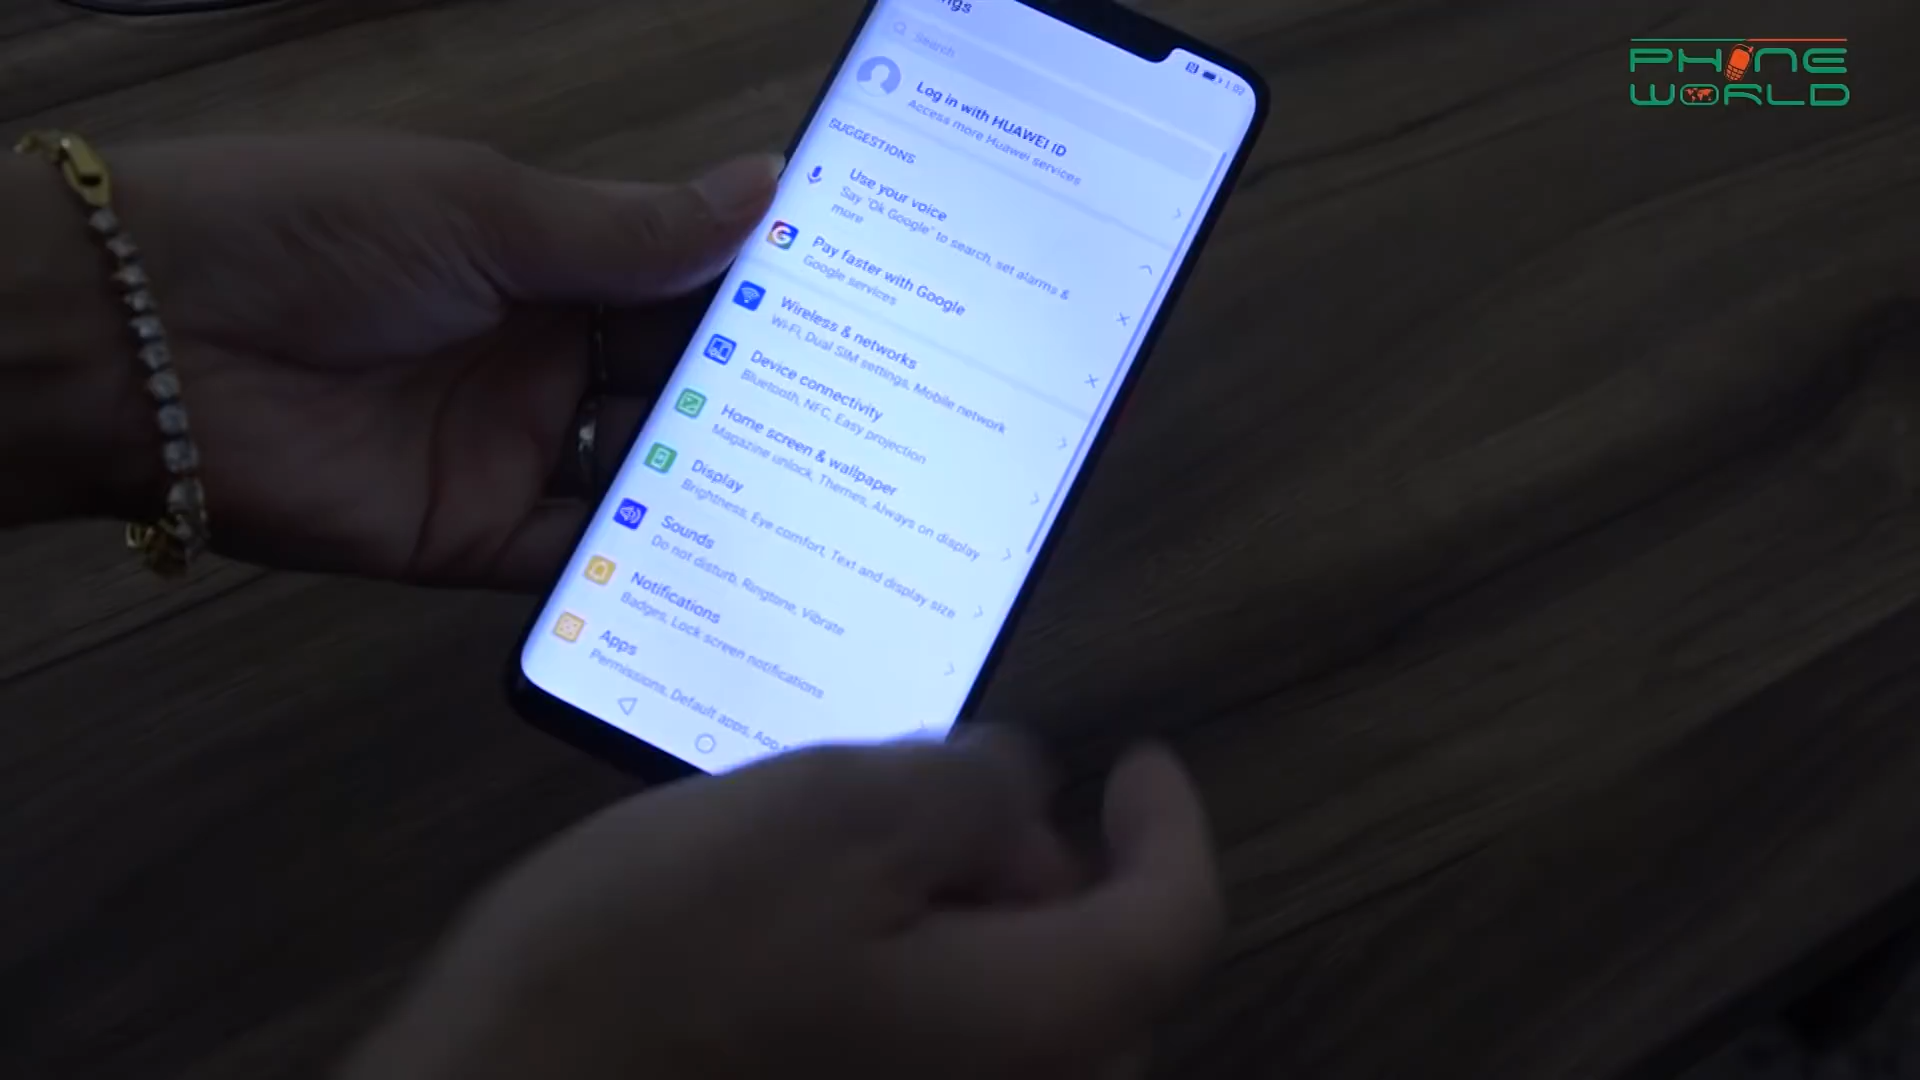 PHONE
WORLD
ngs
1:02
Search
Log in with HUAWEI ID
Access more Huawei services
SUGGESTIONS
Use your voice
Say "Ok Google" to search, set alarms &
more
Pay faster with Google
Google services
Wireless & networks
Wi-Fi, Dual SIM settings, Mobile network
Device connectivity
Bluetooth, NFC, Easy projection
Home screen & wallpaper
Magazine unlock, Themes, Always on display
Display
Brightness, Eye comfort, Text and display size
Sounds
Do not disturb, Ringtone, Vibrate
Notifications
Badges, Lock screen notifications
Apps
Permissions, Default apps, App